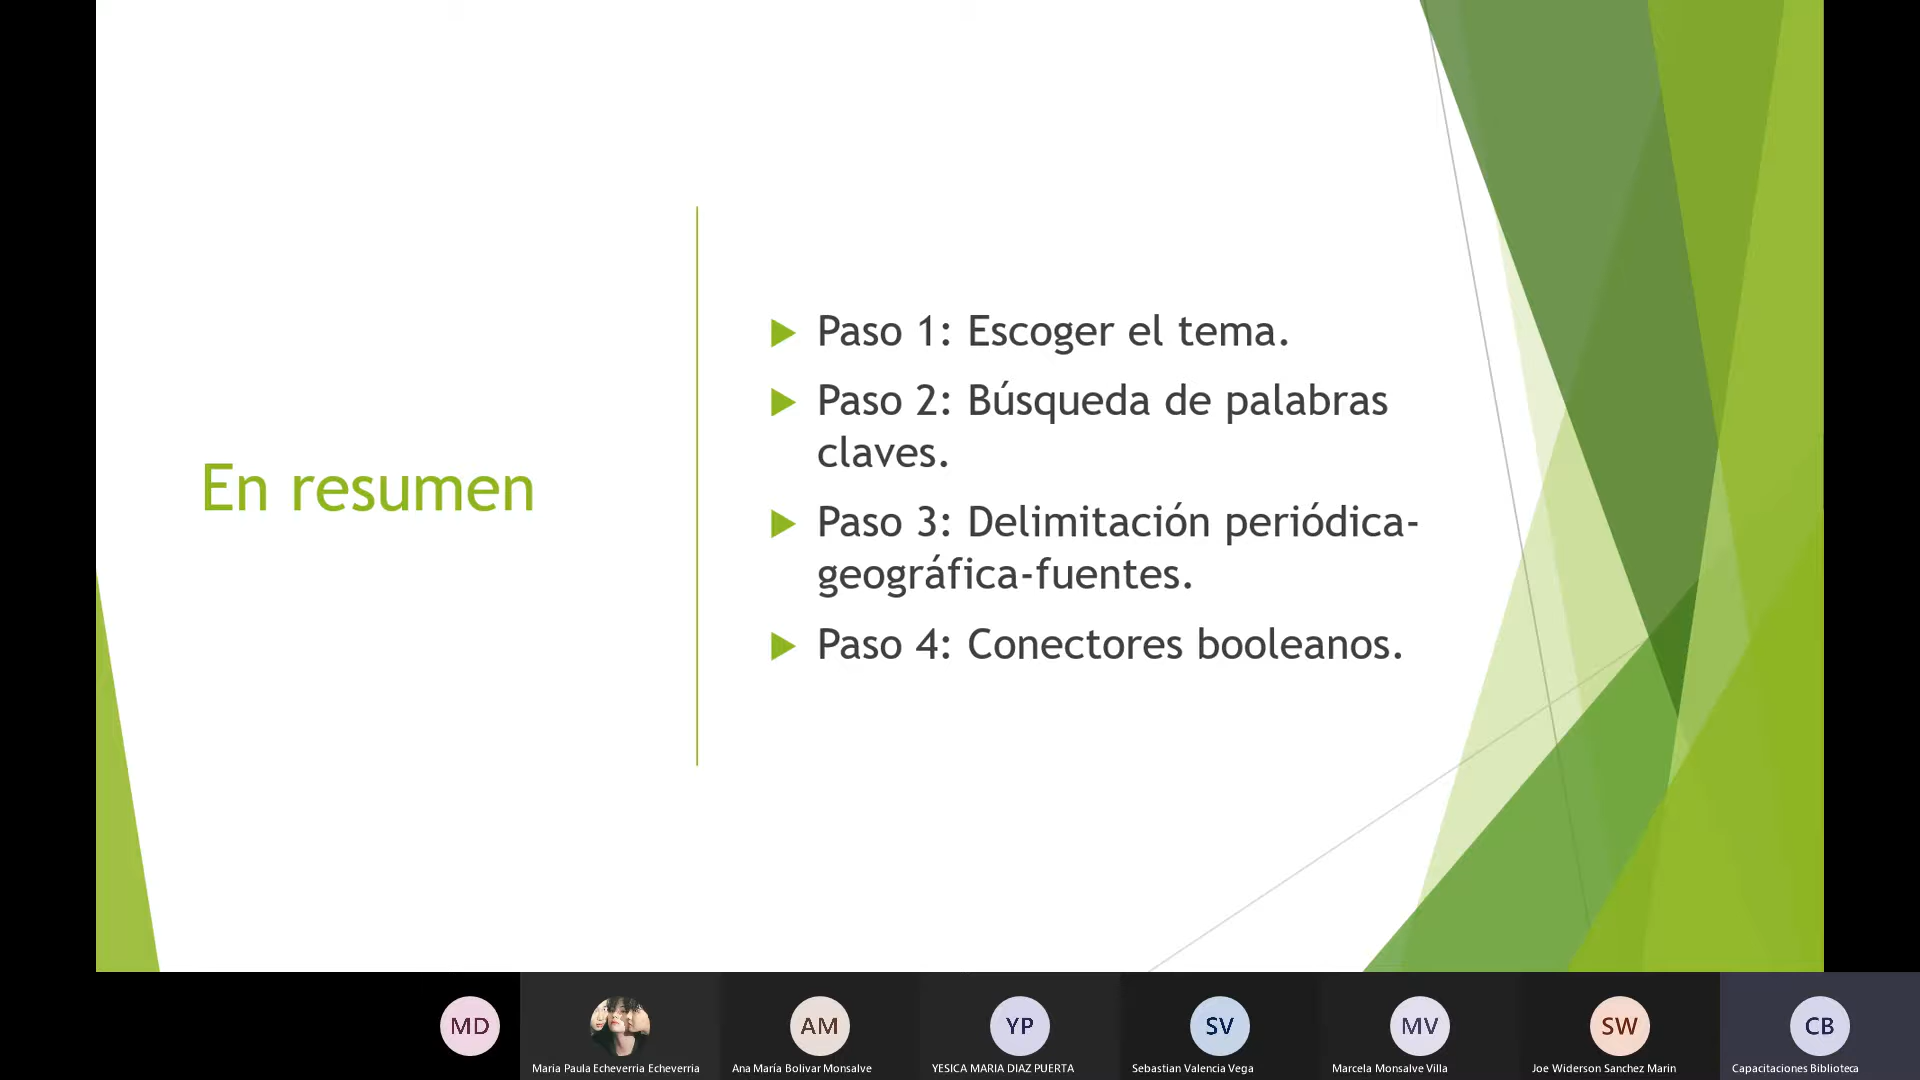 En resumen
Paso 1: Escoger el tema.
Paso 2: Búsqueda de palabras
claves.
Paso 3: Delimitación periódica-
geográfica-fuentes.
Paso 4: Conectores booleanos.
MD
AM
YP
SV
MV
SW
CB
Maria Paula Echeverria Echeverria
Ana María Bolivar Monsalve
YESICA MARIA DIAZ PUERTA
Sebastian Valencia Vega
Marcela Monsalve Villa
Joe Widerson Sanchez Marin
Capacitaciones Biblioteca